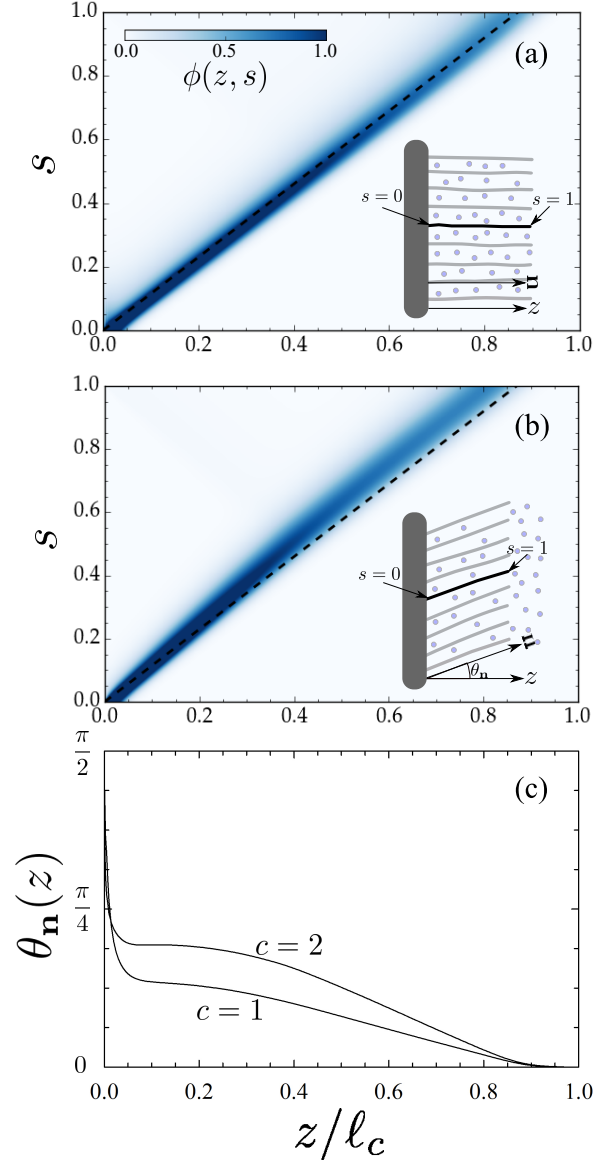 1.0
0.8
0.6
0.4
0.2
0.0
s
0.0 0.5 1.0
ϕ(z, s)
(a)
s = 0
s = 1
n
z
0.0 0.2 0.4 0.6 0.8 1.0
1.0
0.8
0.6
0.4
0.2
0.0
s
(b)
s = 0
s = 1
n
θn
z
0.0 0.2 0.4 0.6 0.8 1.0
π/2
π/4
0
θn(z)
(c)
c = 2
c = 1
0.0 0.2 0.4 0.6 0.8 1.0
z/ℓc